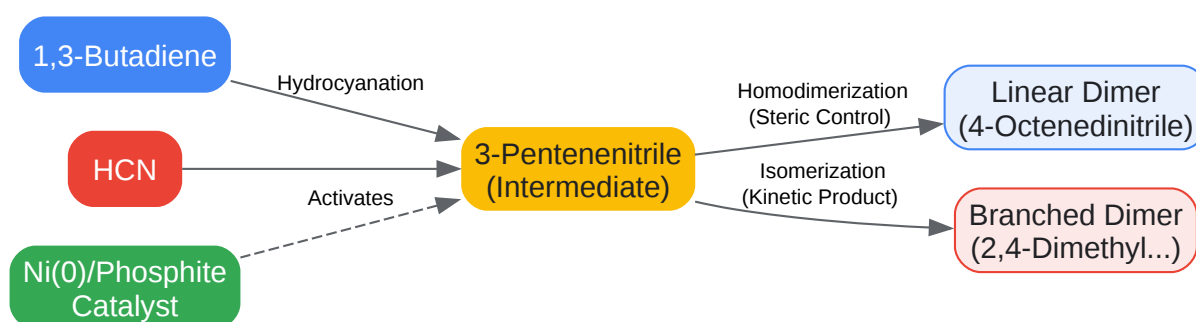 1,3-Butadiene
Hydrocyanation
HCN
Activates
Ni(0)/Phosphite
Catalyst
3-Pentenenitrile
(Intermediate)
Homodimerization
(Steric Control)
Isomerization
(Kinetic Product)
Linear Dimer
(4-Octenedinitrile)
Branched Dimer
(2,4-Dimethyl...)